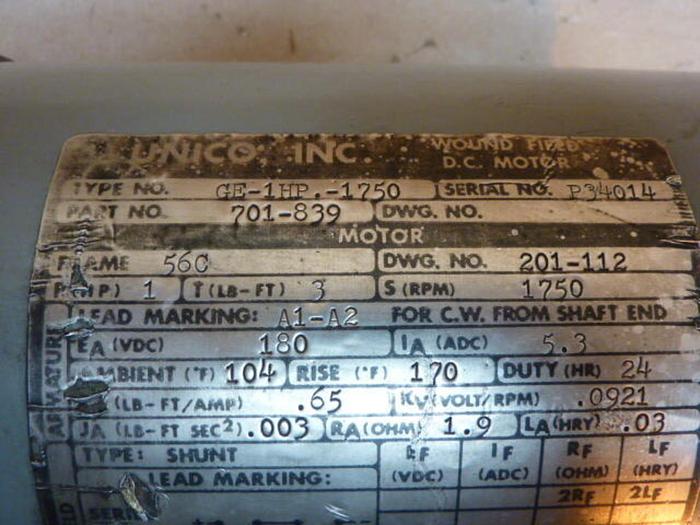 UNICO, INC. WOUND FIELD
D.C. MOTOR
TYPE NO. GE-1HP.-1750 SERIAL NO. P34014
PART NO. 701-839 DWG. NO.
MOTOR
FRAME 56C DWG. NO. 201-112
P(HP) 1 T(LB-FT) 3 S(RPM) 1750
LEAD MARKING: A1-A2 FOR C.W. FROM SHAFT END
EA(VDC) 180 IA(ADC) 5.3
AMBIENT (°F) 104 RISE (°F) 170 DUTY(HR) 24
(LB-FT/AMP) .65 KV(VOLT/RPM) .0921
JA(LB-FT SEC²) .003 RA(OHM) 1.9 LA(HRY) .03
ARMATURE
TYPE: SHUNT EF IF RF LF
LEAD MARKING: (VDC) (ADC) (OHM) (HRY)
2RF 2LF